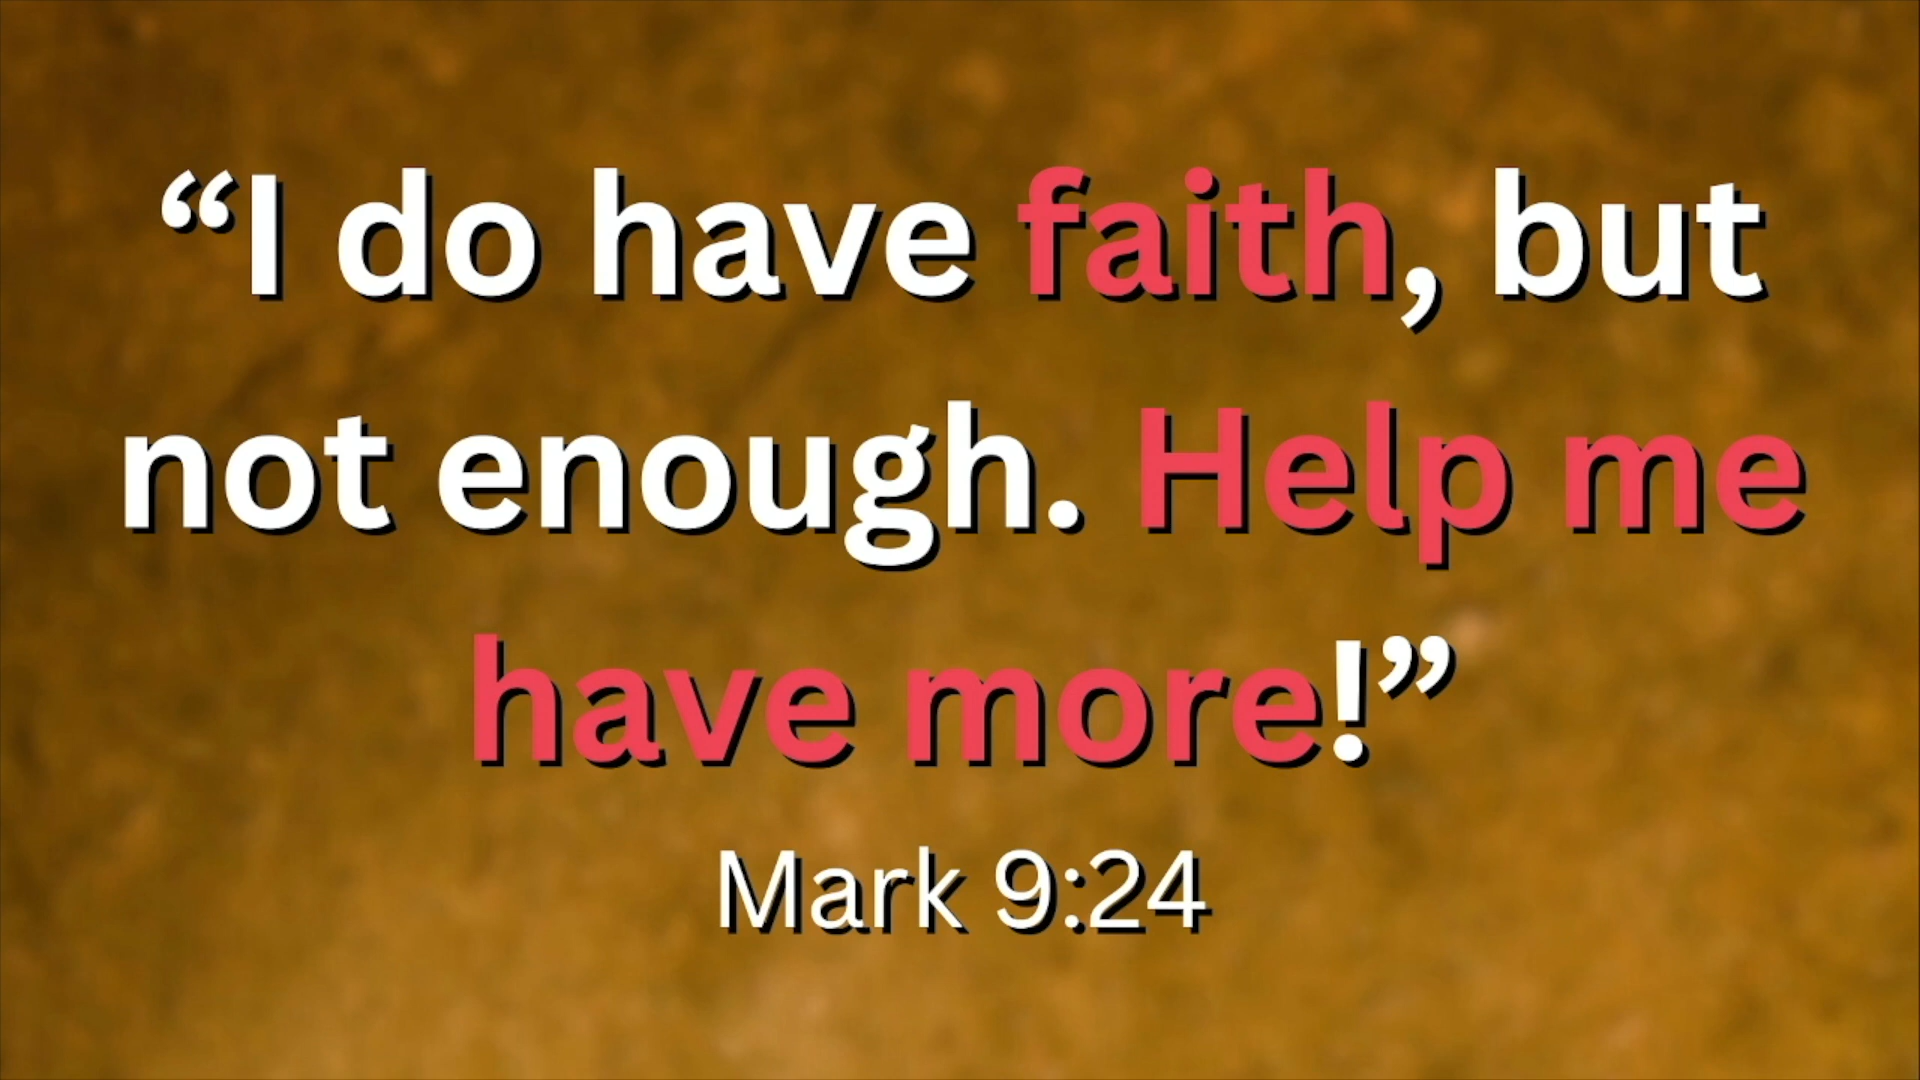 “I do have faith, but
not enough. Help me
have more!”
Mark 9:24